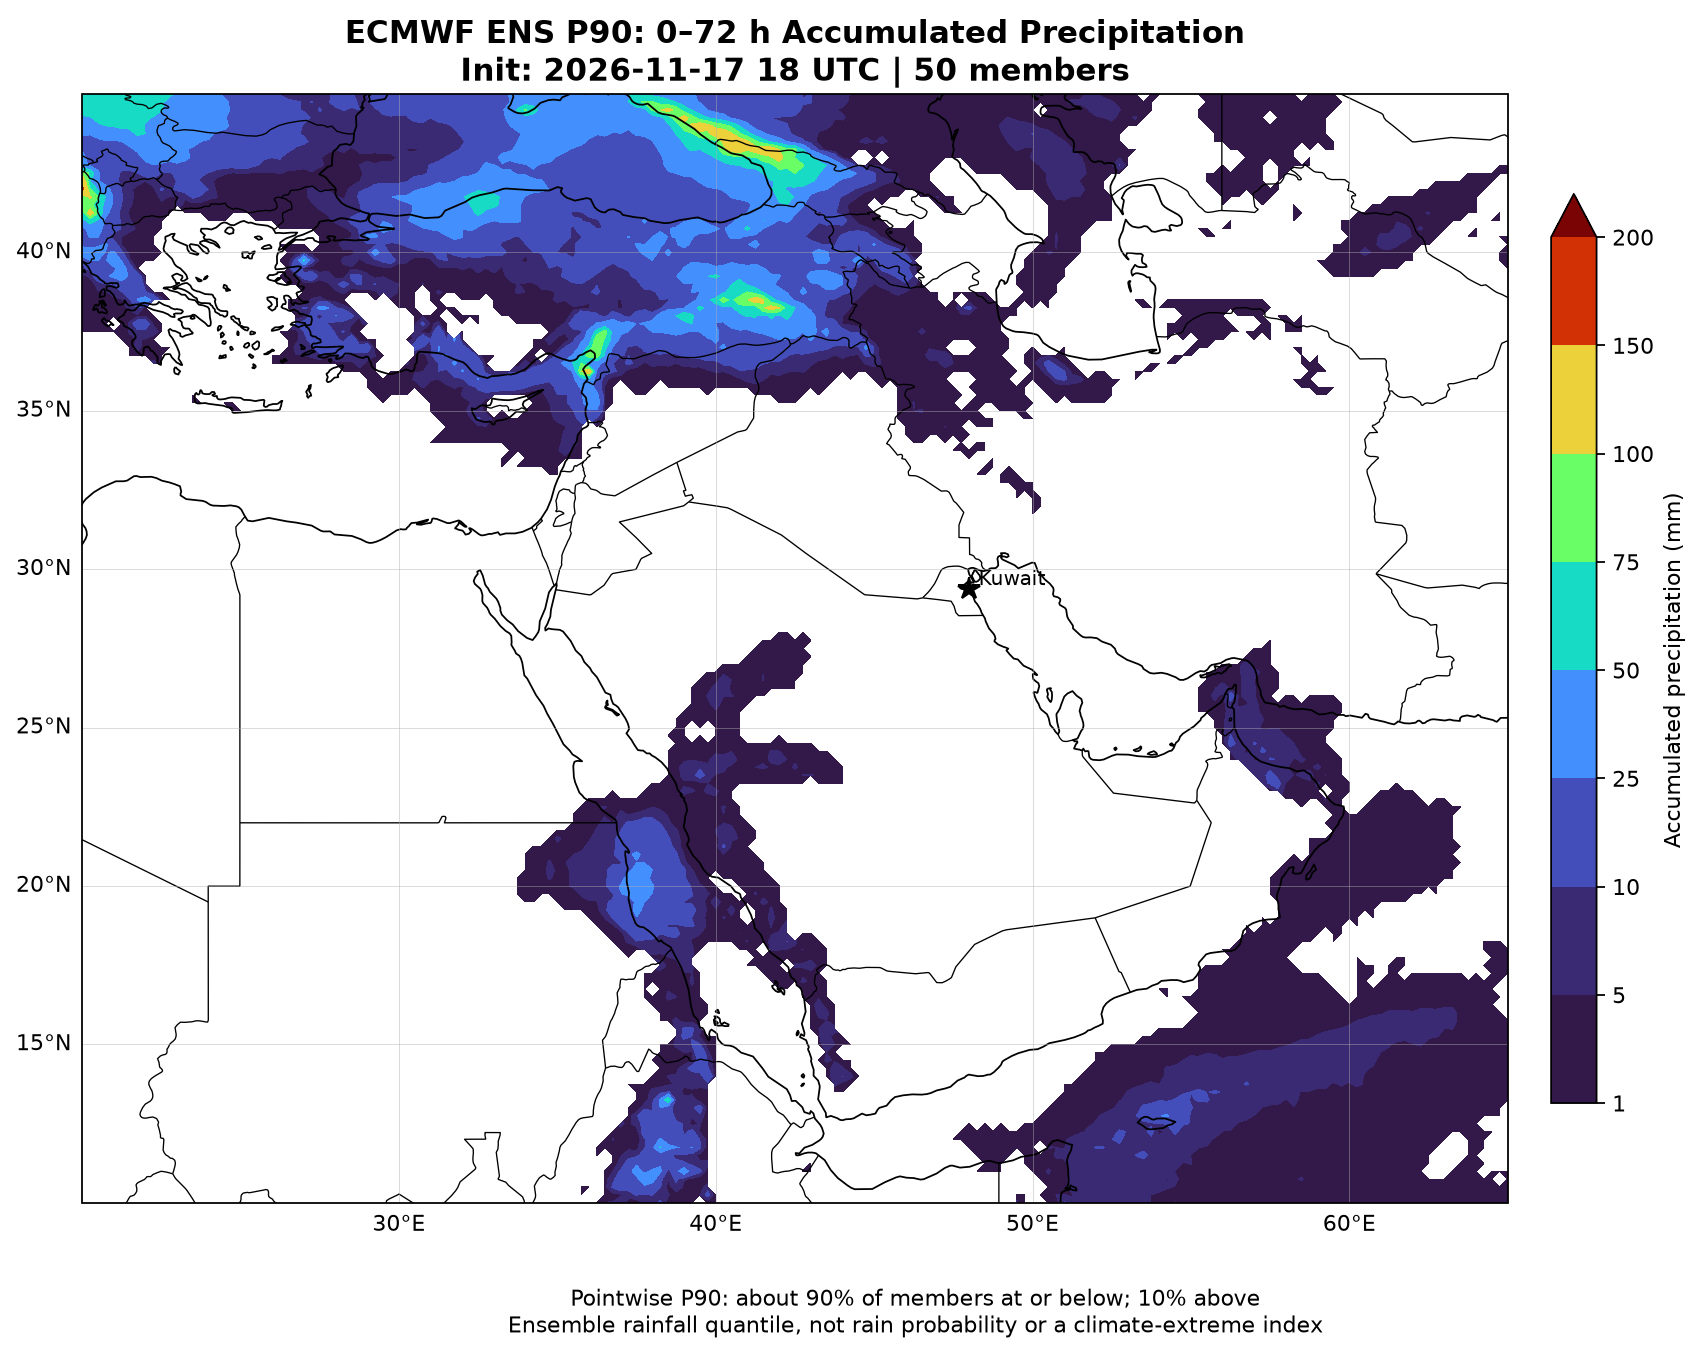 ECMWF ENS P90: 0–72 h Accumulated Precipitation
Init: 2026-11-17 18 UTC | 50 members
40°N
35°N
30°N
25°N
20°N
15°N
30°E
40°E
50°E
60°E
Kuwait
200
150
100
75
50
25
10
5
1
Accumulated precipitation (mm)
Pointwise P90: about 90% of members at or below; 10% above
Ensemble rainfall quantile, not rain probability or a climate-extreme index